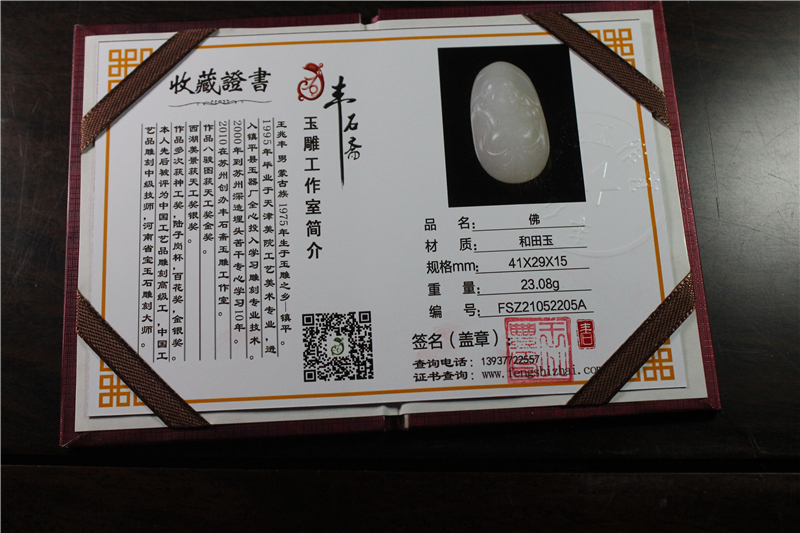 收藏證書
丰石斋
玉雕工作室简介
王兆丰 男 蒙古族 1975年生于玉雕之乡—镇平。
1995年毕业于天津美院工艺美术专业，进
入镇平县玉器厂全心投入学习雕刻专业技术。
2000年到苏州深造埋头苦干专心学习10年。
2010在苏州创办丰石斋玉雕工作室。
作品八骏图获天工奖金奖。
西湖美景获天工奖银奖。
作品多次获神工奖，陆子岗杯，百花奖，金银奖。
本人先后被评为中国工艺品雕刻高级工，中国工
艺品雕刻中级技师，河南省宝玉石雕刻大师。
品 名： 佛
材 质： 和田玉
规格mm： 41X29X15
重 量： 23.08g
编 号： FSZ21052205A
签名（盖章）：
查询电话： 13937722557
证书查询： www.fengshizhai.com